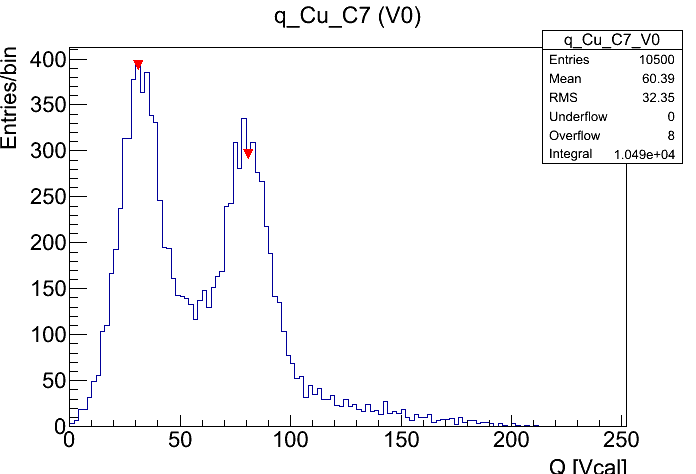 q_Cu_C7 (V0)
q_Cu_C7_V0
Entries 10500
Mean 60.39
RMS 32.35
Underflow 0
Overflow 8
Integral 1.049e+04
Entries/bin
400
350
300
250
200
150
100
50
0
0 50 100 150 200 250
Q [Vcal]